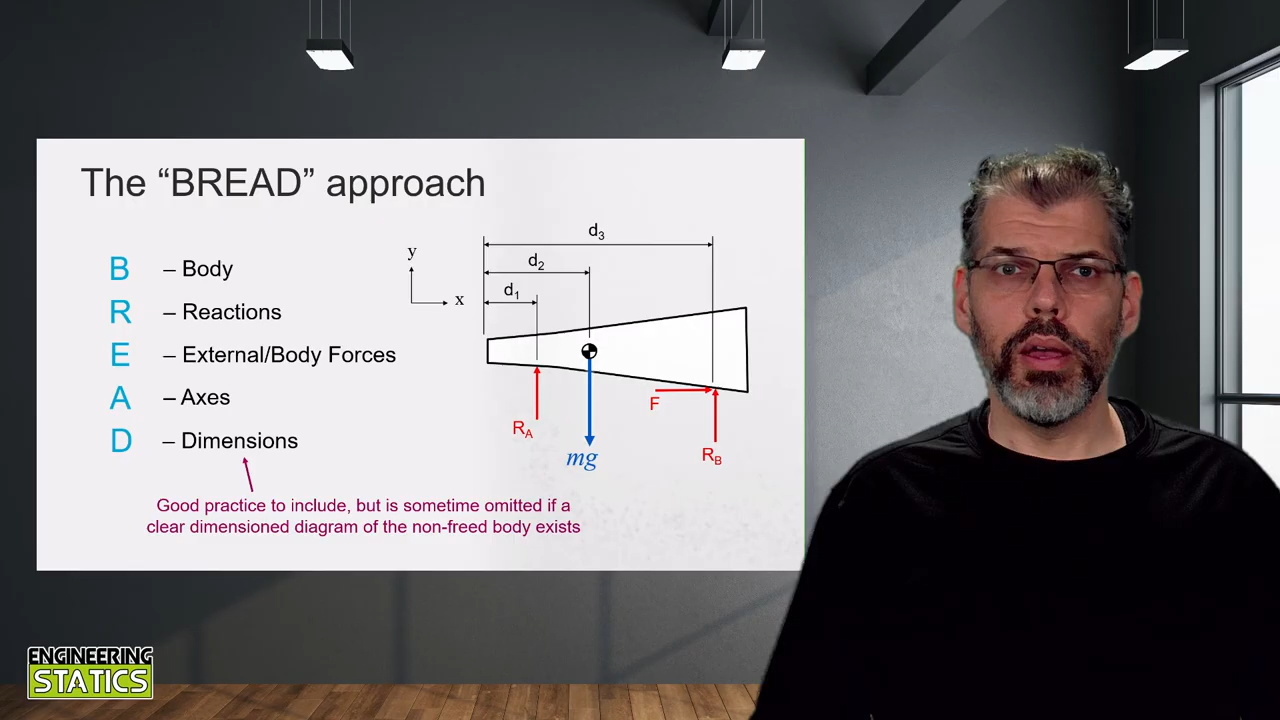 The “BREAD” approach
B – Body
R – Reactions
E – External/Body Forces
A – Axes
D – Dimensions
Good practice to include, but is sometime omitted if a
clear dimensioned diagram of the non-freed body exists
y
x
d3
d2
d1
RA
mg
F
RB
ENGINEERING
STATICS